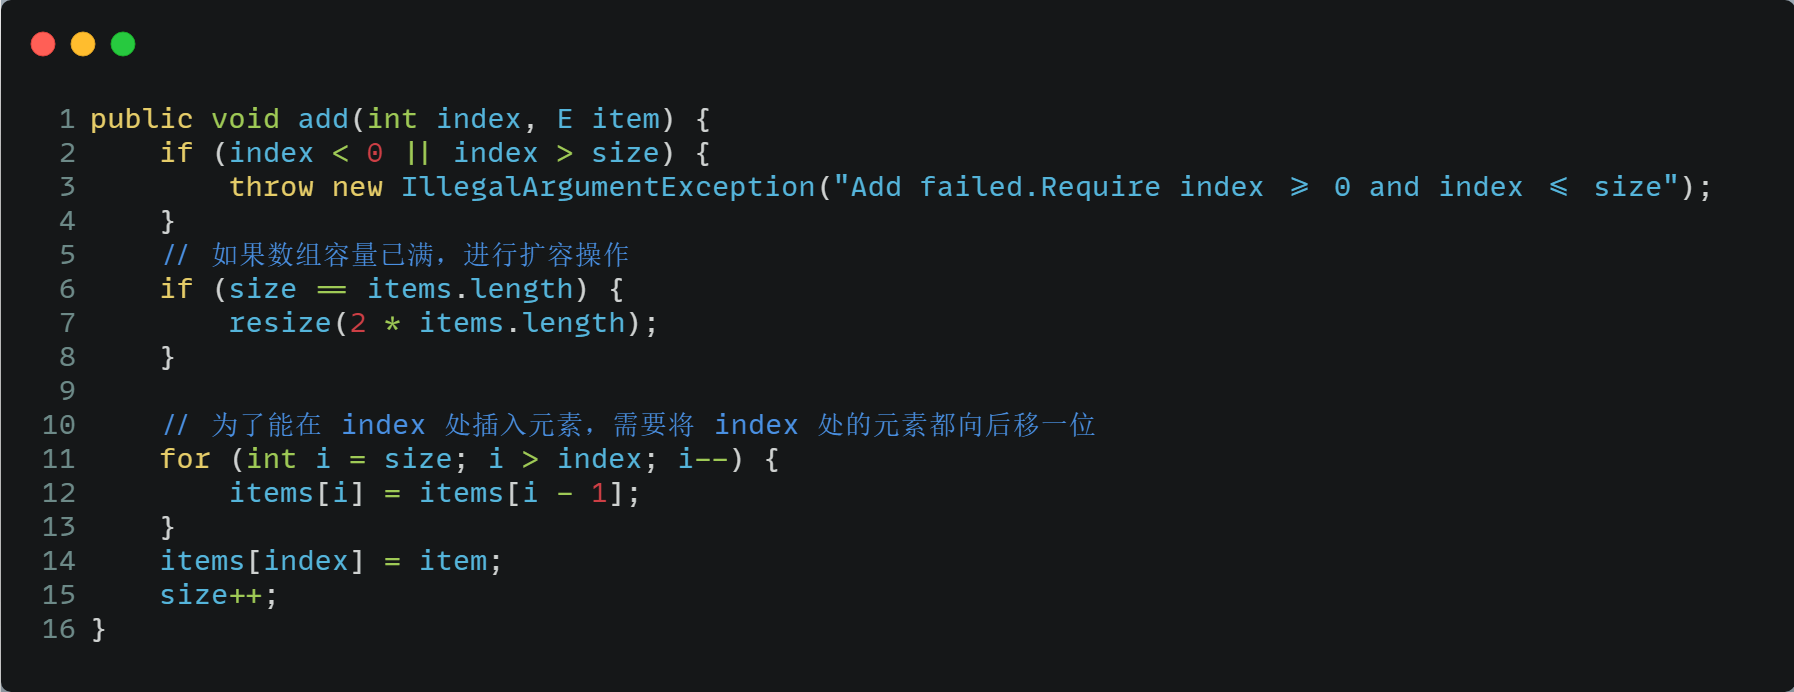 1 public void add(int index, E item) {
2     if (index < 0 || index > size) {
3         throw new IllegalArgumentException("Add failed.Require index >= 0 and index <= size");
4     }
5     // 如果数组容量已满，进行扩容操作
6     if (size == items.length) {
7         resize(2 * items.length);
8     }
9
10     // 为了能在 index 处插入元素，需要将 index 处的元素都向后移一位
11     for (int i = size; i > index; i--) {
12         items[i] = items[i - 1];
13     }
14     items[index] = item;
15     size++;
16 }